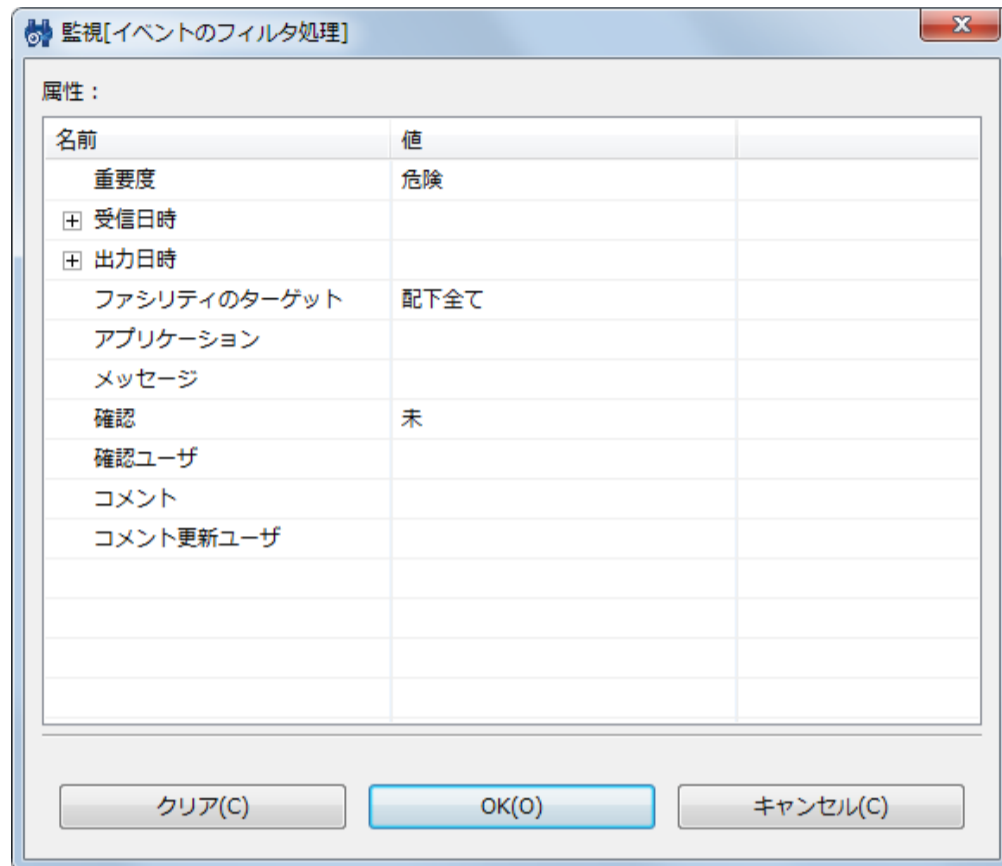 監視[イベントのフィルタ処理]
属性：
名前 値
重要度 危険
受信日時
出力日時
ファシリティのターゲット 配下全て
アプリケーション
メッセージ
確認 未
確認ユーザ
コメント
コメント更新ユーザ
クリア(C) OK(O) キャンセル(C)